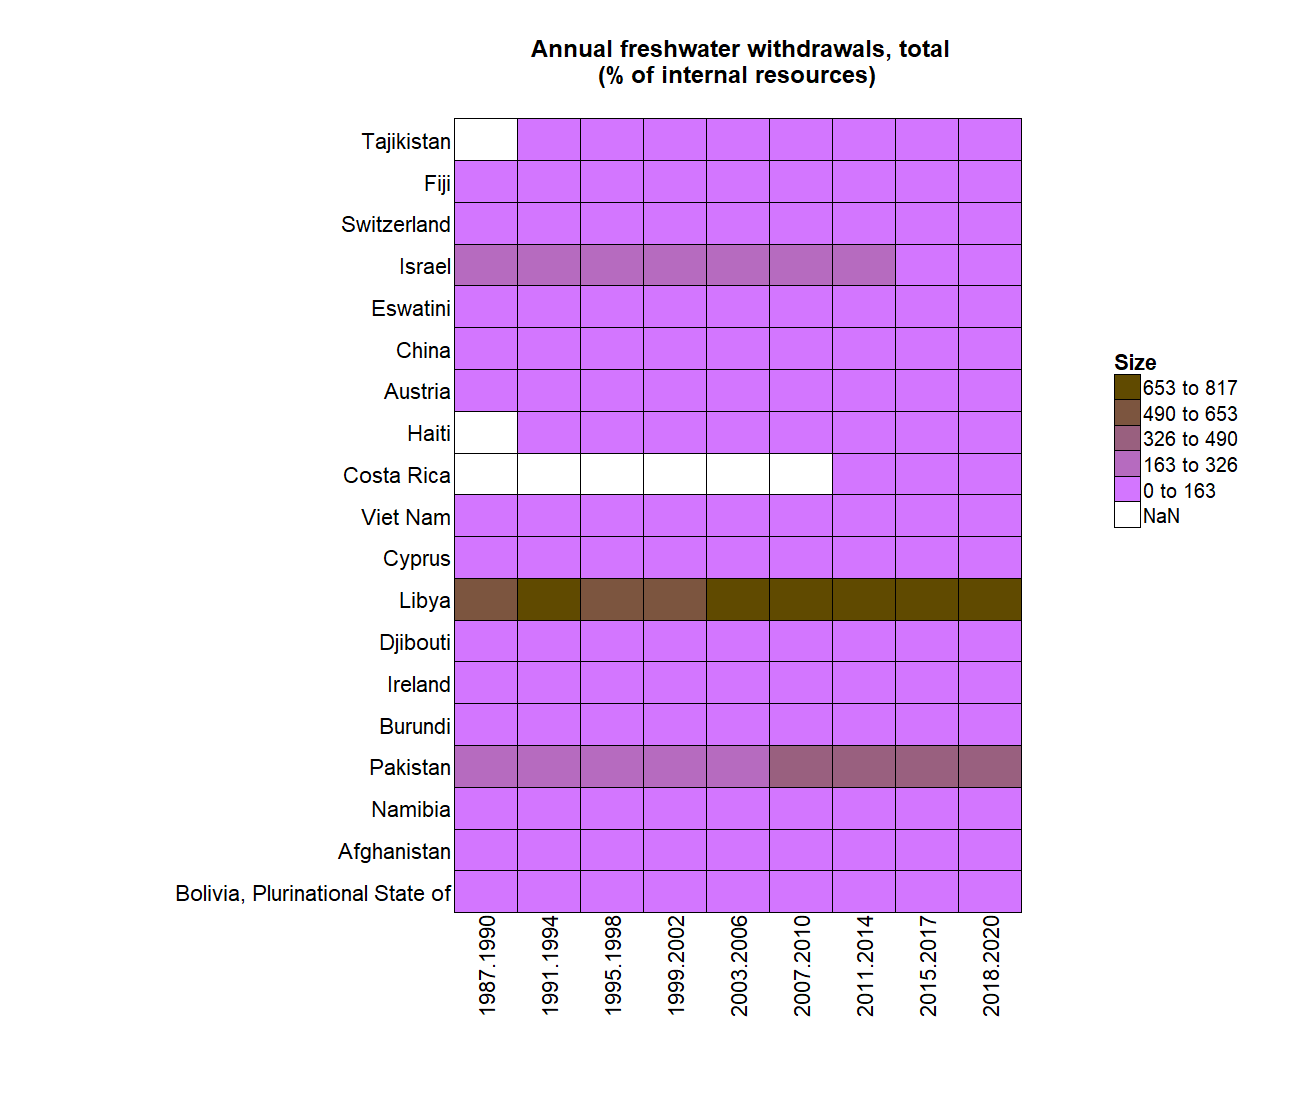 Annual freshwater withdrawals, total
(% of internal resources)
Tajikistan
Fiji
Switzerland
Israel
Eswatini
China
Austria
Haiti
Costa Rica
Viet Nam
Cyprus
Libya
Djibouti
Ireland
Burundi
Pakistan
Namibia
Afghanistan
Bolivia, Plurinational State of
1987.1990
1991.1994
1995.1998
1999.2002
2003.2006
2007.2010
2011.2014
2015.2017
2018.2020
Size
653 to 817
490 to 653
326 to 490
163 to 326
0 to 163
NaN